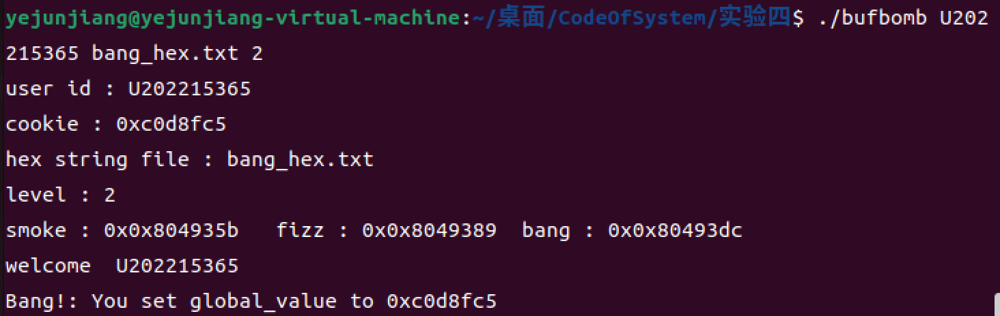 yejunjiang@yejunjiang-virtual-machine:~/桌面/CodeOfSystem/实验四$ ./bufbomb U202
215365 bang_hex.txt 2
user id : U202215365
cookie : 0xc0d8fc5
hex string file : bang_hex.txt
level : 2
smoke : 0x0x804935b   fizz : 0x0x8049389  bang : 0x0x80493dc
welcome  U202215365
Bang!: You set global_value to 0xc0d8fc5